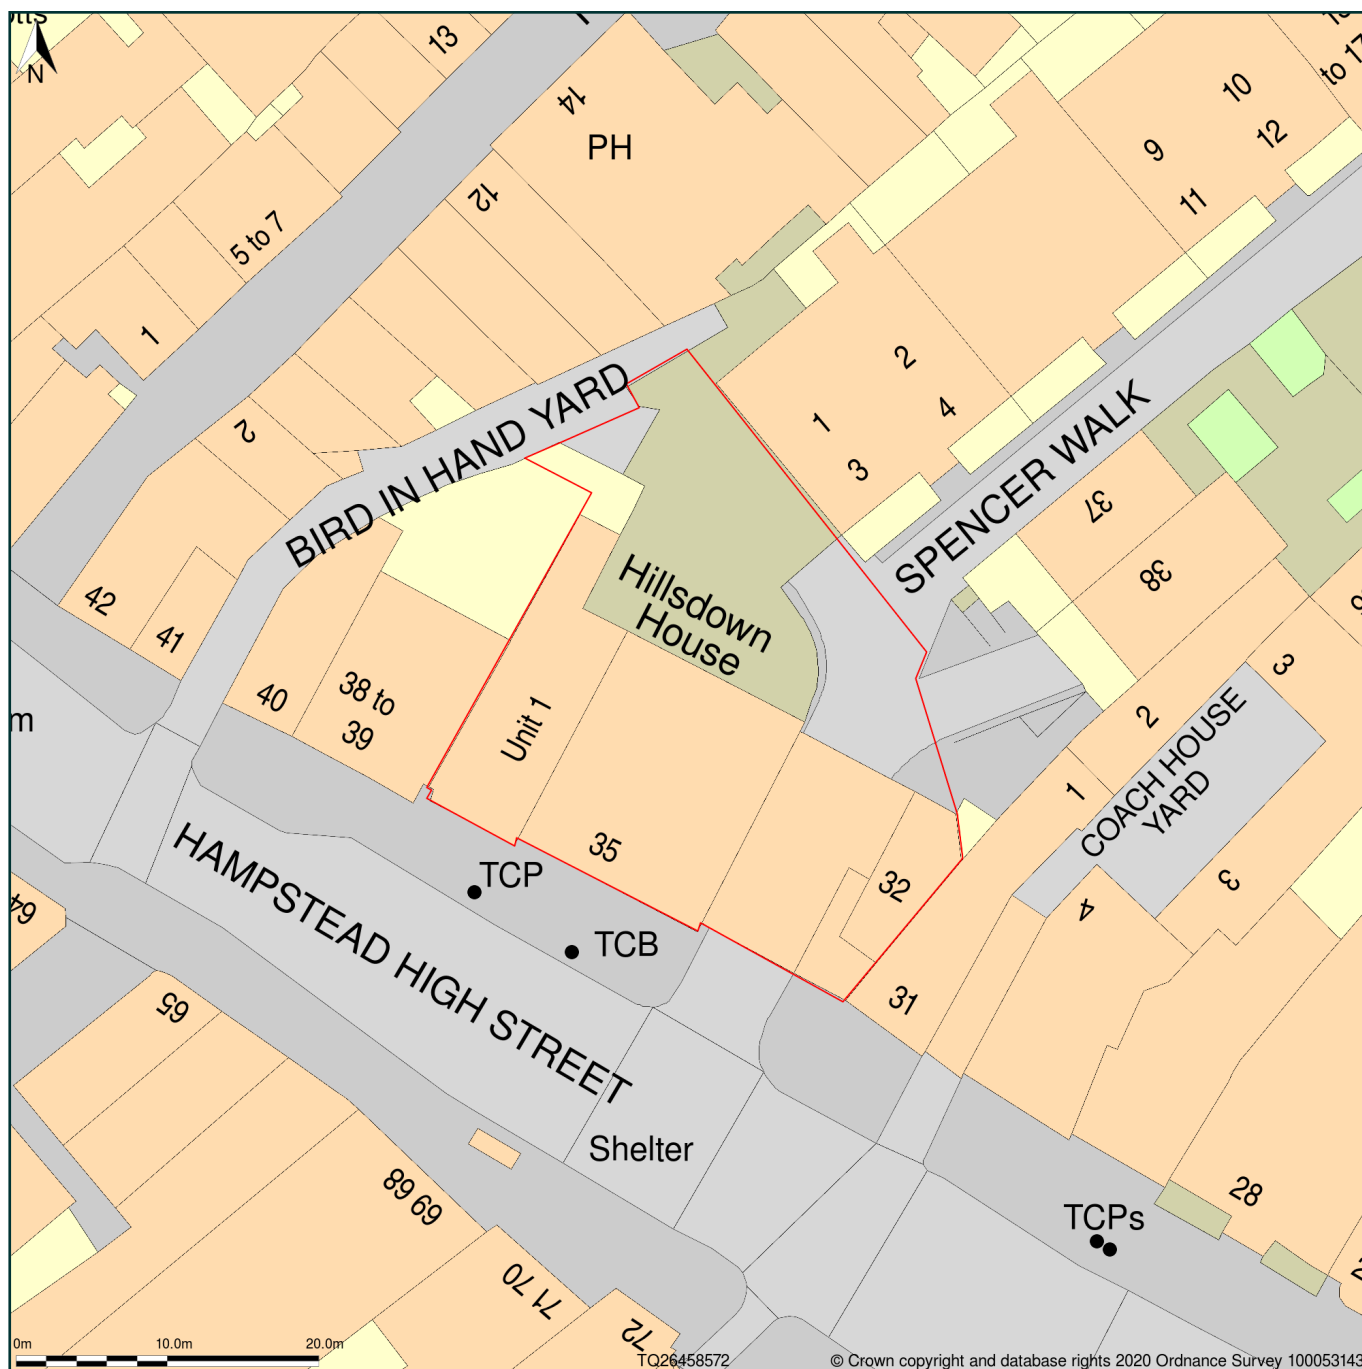 N
13
14
PH
10
to 17
9
12
11
12
5 to 7
1
2
2
1
4
3
BIRD IN HAND YARD
SPENCER WALK
37
38
Hillsdown
House
42
41
40
38 to
39
Unit 1
3
2
1
COACH HOUSE
YARD
3
4
m
35
32
31
TCP
TCB
HAMPSTEAD HIGH STREET
64
65
Shelter
28
TCPs
68 69
71 70
72
0m
10.0m
20.0m
TQ26458572
© Crown copyright and database rights 2020 Ordnance Survey 10005314